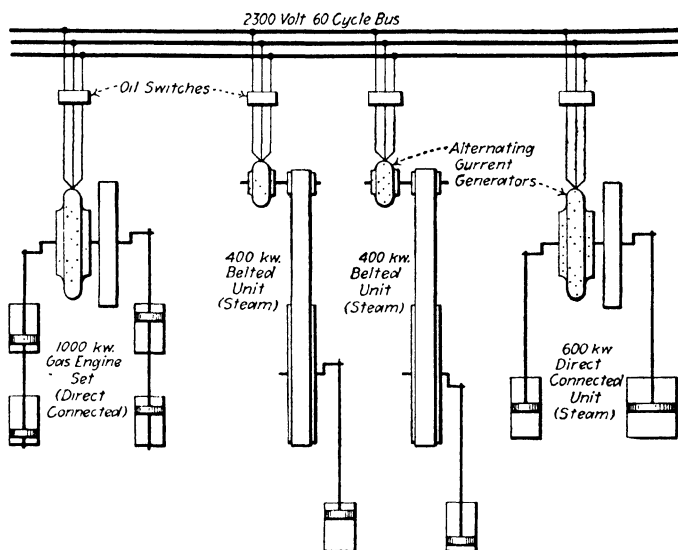 2300 Volt 60 Cycle Bus
Oil Switches
Alternating
Gurrent
Generators
400 kw.
Belted
Unit
(Steam)
400 kw.
Belted
Unit
(Steam)
1000 kw.
Gas Engine
Set
(Direct
Connected)
600 kw
Direct
Connected
Unit
(Steam)